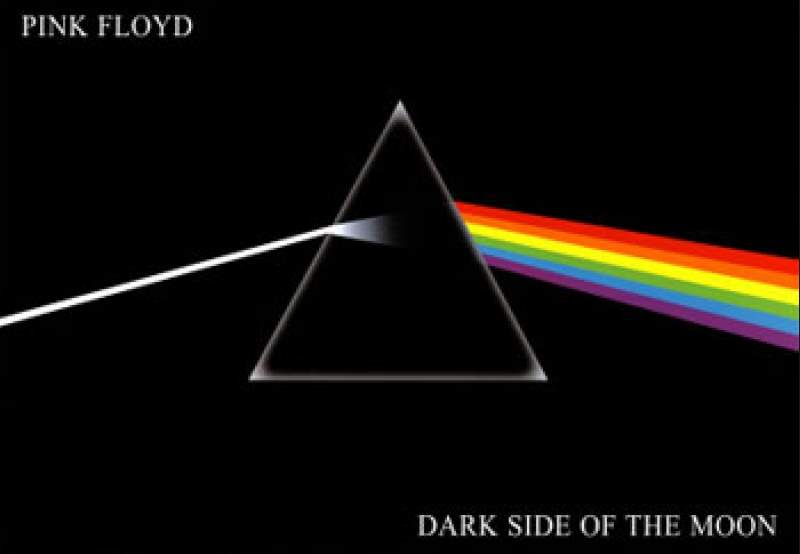 PINK FLOYD
DARK SIDE OF THE MOON